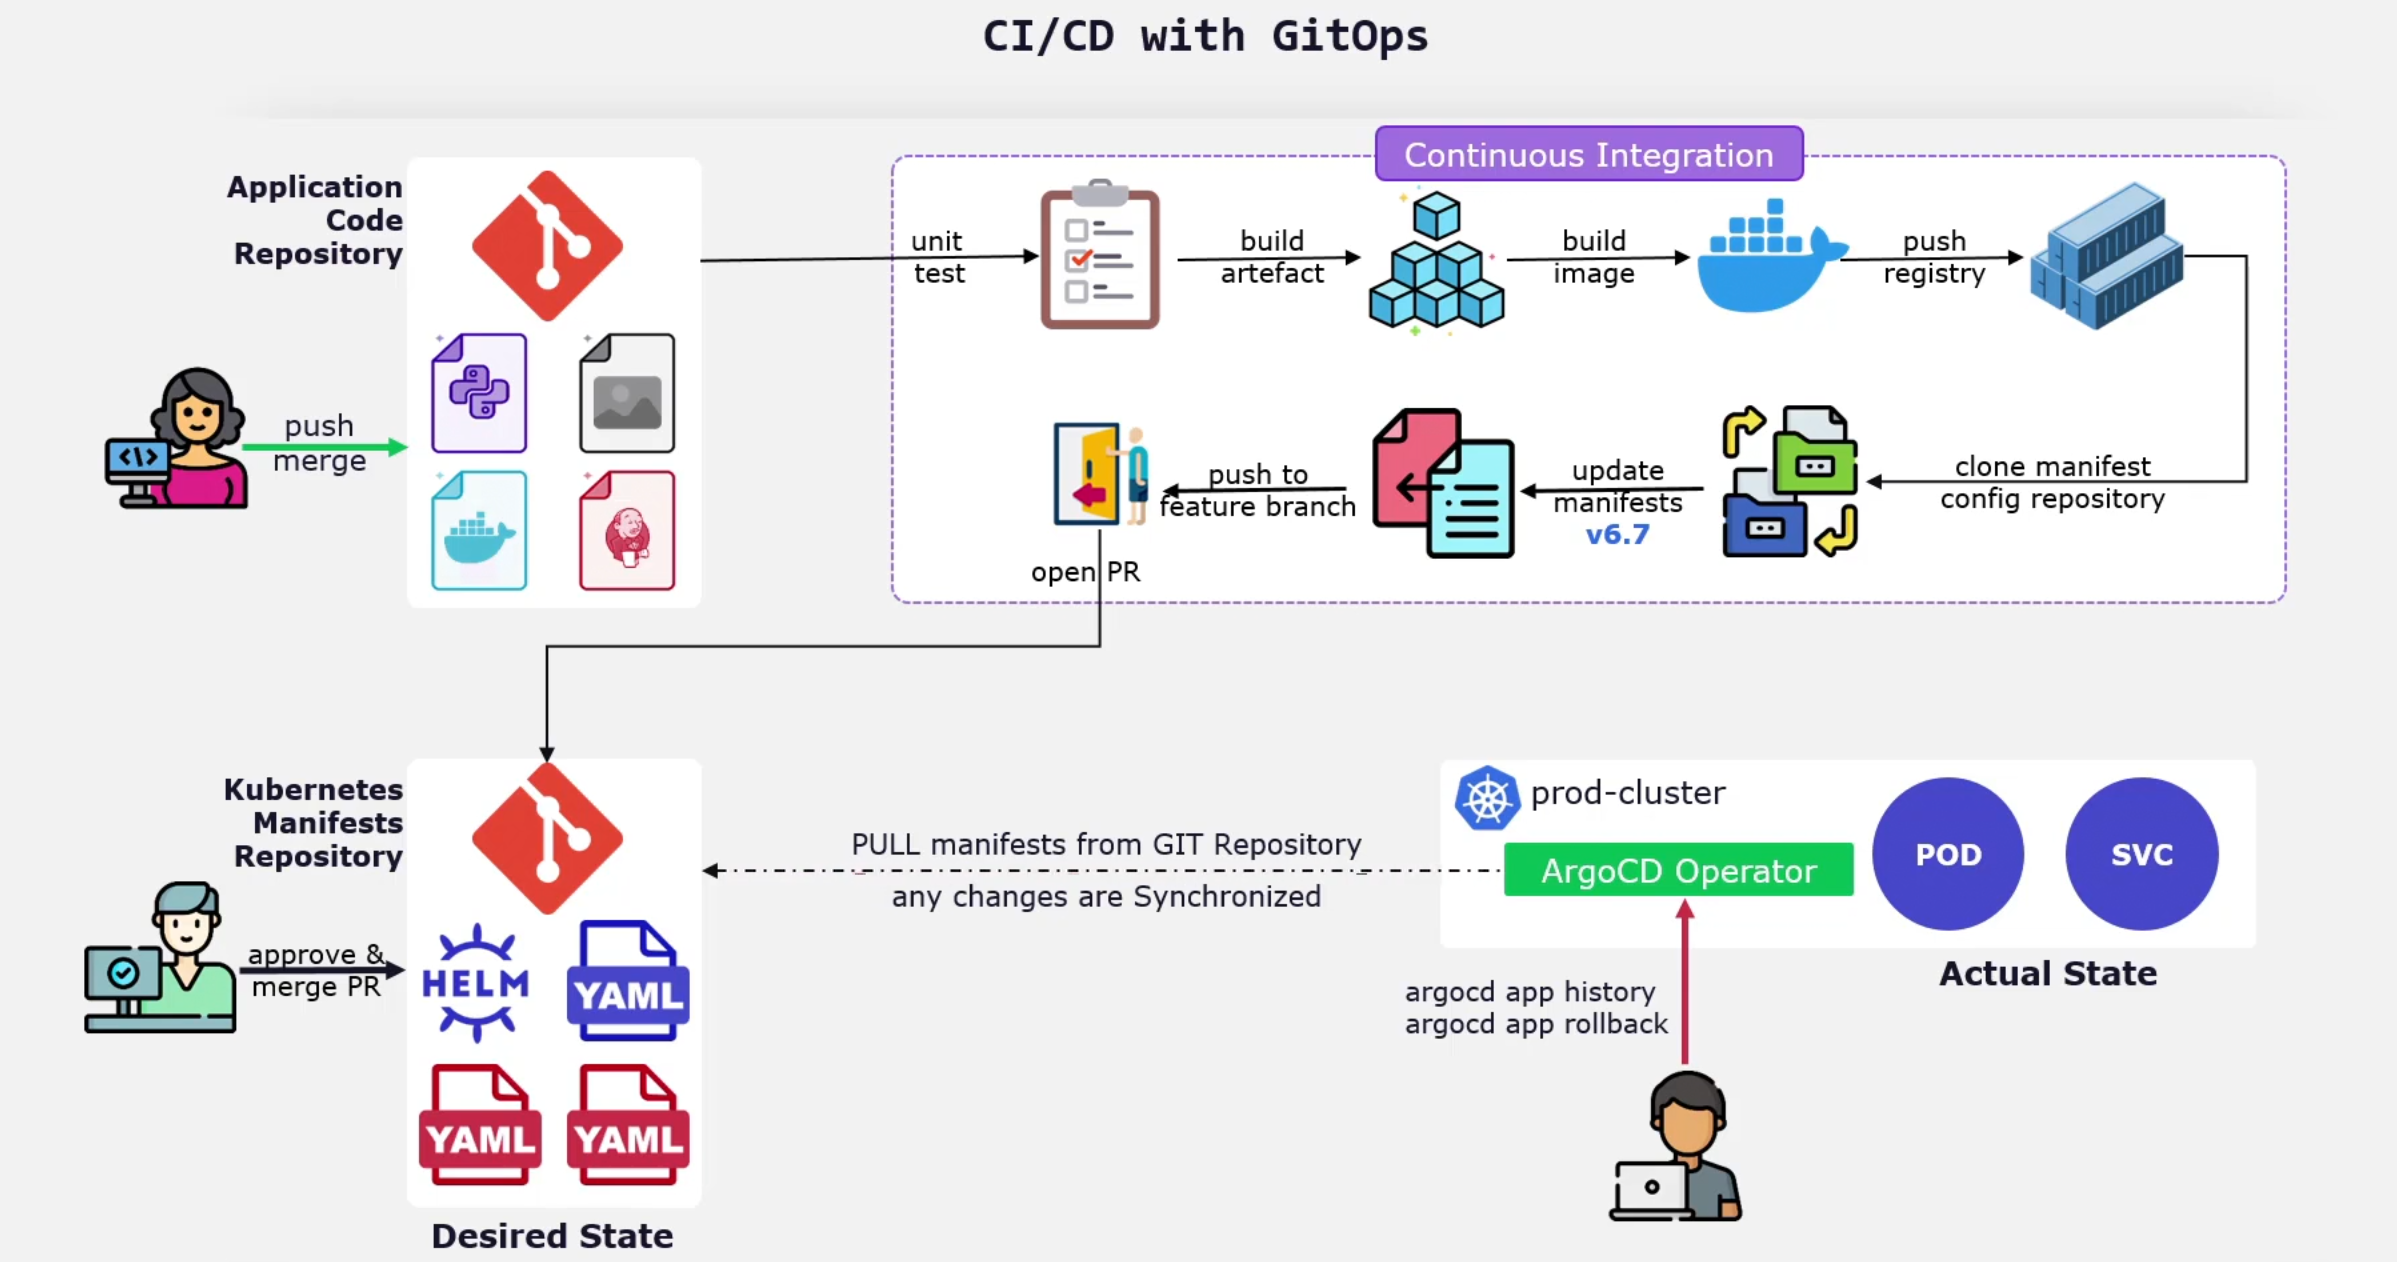 CI/CD with GitOps
Continuous Integration
Application
Code
Repository
push
merge
unit
test
build
artefact
build
image
push
registry
clone manifest
config repository
update
manifests
v6.7
push to
feature branch
open PR
Kubernetes
Manifests
Repository
approve &
merge PR
HELM
YAML
YAML
YAML
Desired State
PULL manifests from GIT Repository
any changes are Synchronized
prod-cluster
ArgoCD Operator
POD
SVC
Actual State
argocd app history
argocd app rollback